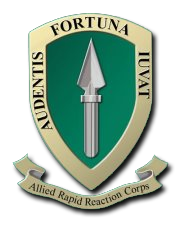 AUDENTIS FORTUNA IUVAT
Allied Rapid Reaction Corps